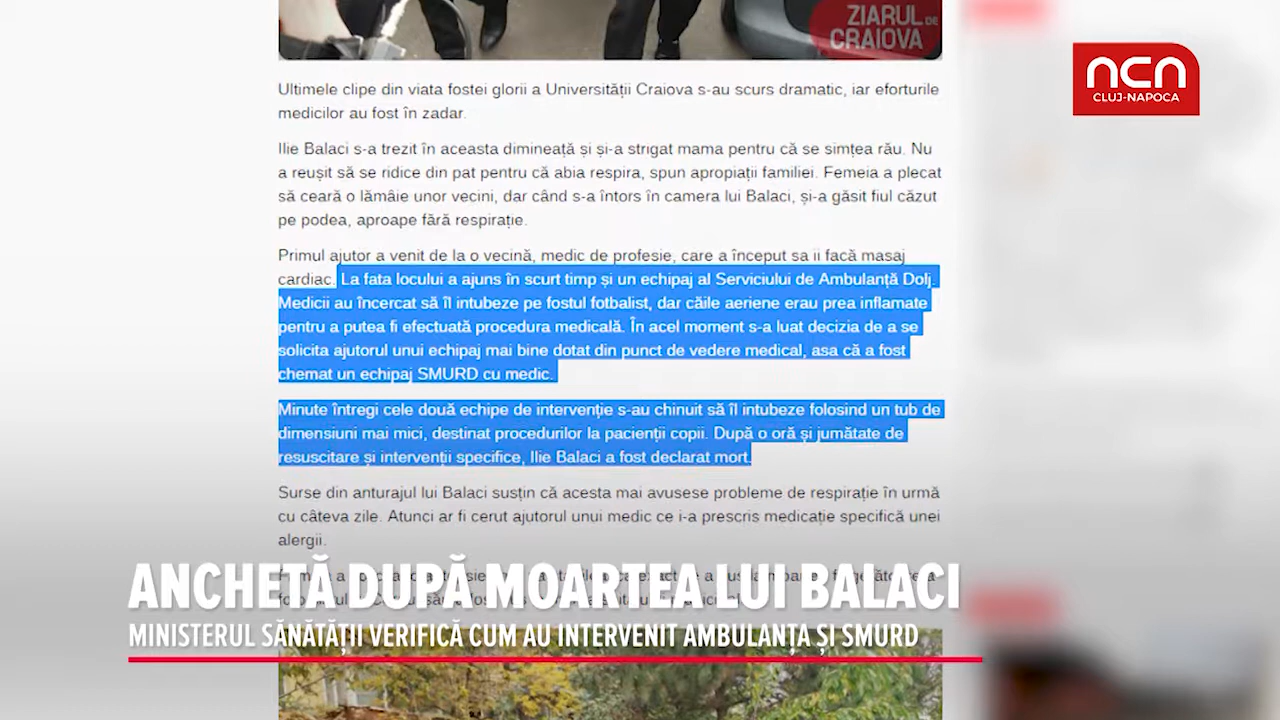 ZIARUL DE
CRAIOVA
ncn
CLUJ-NAPOCA
Ultimele clipe din viata fostei glorii a Universității Craiova s-au scurs dramatic, iar eforturile
medicilor au fost în zadar.
Ilie Balaci s-a trezit în aceasta dimineață și și-a strigat mama pentru că se simțea rău. Nu
a reușit să se ridice din pat pentru că abia respira, spun apropiații familiei. Femeia a plecat
să ceară o lămâie unor vecini, dar când s-a întors în camera lui Balaci, și-a găsit fiul căzut
pe podea, aproape fără respirație.
Primul ajutor a venit de la o vecină, medic de profesie, care a început sa ii facă masaj
cardiac. La fata locului a ajuns în scurt timp și un echipaj al Serviciului de Ambulanță Dolj.
Medicii au încercat să îl intubeze pe fostul fotbalist, dar căile aeriene erau prea inflamate
pentru a putea fi efectuată procedura medicală. În acel moment s-a luat decizia de a se
solicita ajutorul unui echipaj mai bine dotat din punct de vedere medical, asa că a fost
chemat un echipaj SMURD cu medic.
Minute întregi cele două echipe de intervenție s-au chinuit să îl intubeze folosind un tub de
dimensiuni mai mici, destinat procedurilor la pacienții copii. După o oră și jumătate de
resuscitare și intervenții specifice, Ilie Balaci a fost declarat mort.
Surse din anturajul lui Balaci susțin că acesta mai avusese probleme de respirație în urmă
cu câteva zile. Atunci ar fi cerut ajutorul unui medic ce i-a prescris medicație specifică unei
alergii.
ANCHETĂ DUPĂ MOARTEA LUI BALACI
MINISTERUL SĂNĂTĂȚII VERIFICĂ CUM AU INTERVENIT AMBULANȚA ȘI SMURD